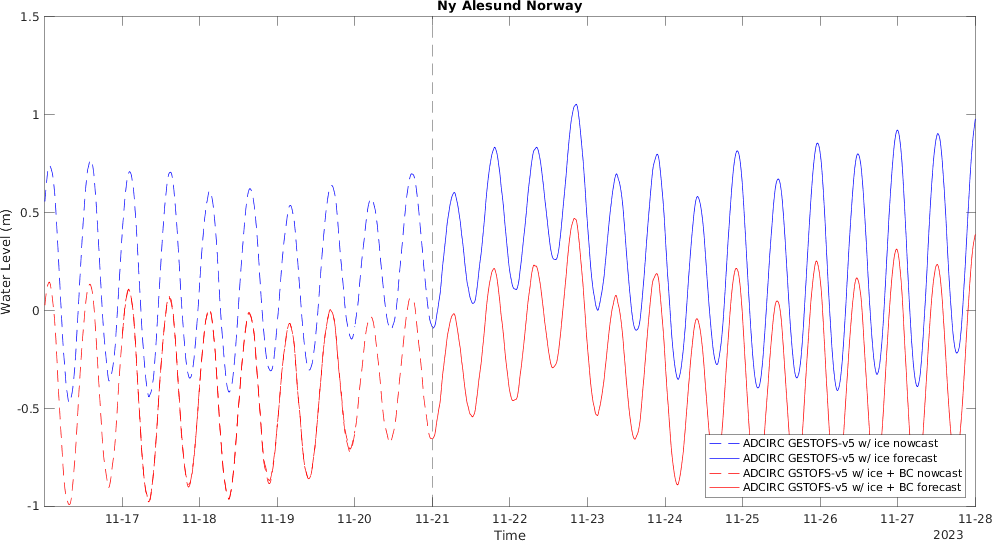 Ny Alesund Norway
1.5
1
0.5
0
-0.5
-1
Water Level (m)
ADCIRC GESTOFS-v5 w/ ice nowcast
ADCIRC GESTOFS-v5 w/ ice forecast
ADCIRC GSTOFS-v5 w/ ice + BC nowcast
ADCIRC GSTOFS-v5 w/ ice + BC forecast
11-17 11-18 11-19 11-20 11-21 11-22 11-23 11-24 11-25 11-26 11-27 11-28
Time
2023